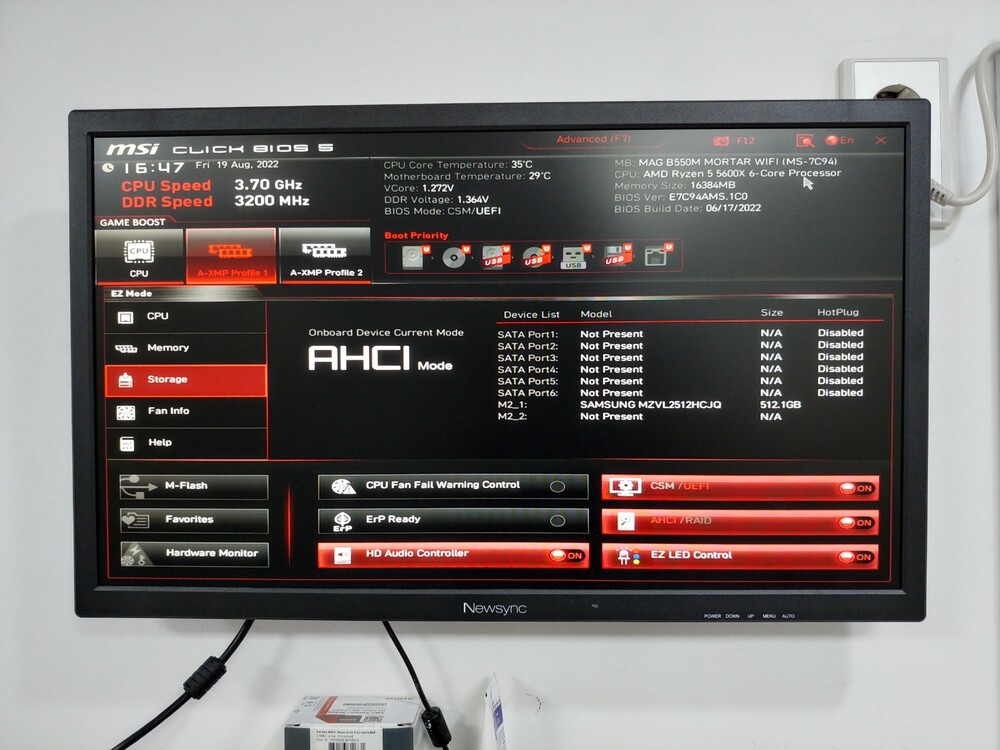 msi CLICK BIOS 5
Advanced (F7)
F12
En
16:47 Fri 19 Aug, 2022
CPU Speed 3.70 GHz
DDR Speed 3200 MHz
CPU Core Temperature: 35°C
Motherboard Temperature: 29°C
VCore: 1.272V
DDR Voltage: 1.364V
BIOS Mode: CSM/UEFI
MB: MAG B550M MORTAR WIFI (MS-7C94)
CPU: AMD Ryzen 5 5600X 6-Core Processor
Memory Size: 16384MB
BIOS Ver: E7C94AMS.1C0
BIOS Build Date: 06/17/2022
GAME BOOST
CPU
CPU
A-XMP Profile 1
A-XMP Profile 2
Boot Priority
USB
USB
USB
USB
EZ Mode
CPU
Memory
Storage
Fan Info
Help
Onboard Device Current Mode
AHCI Mode
Device List Model Size HotPlug
SATA Port1: Not Present N/A Disabled
SATA Port2: Not Present N/A Disabled
SATA Port3: Not Present N/A Disabled
SATA Port4: Not Present N/A Disabled
SATA Port5: Not Present N/A Disabled
SATA Port6: Not Present N/A Disabled
M2_1: SAMSUNG MZVL2512HCJQ 512.1GB
M2_2: Not Present N/A
M-Flash
Favorites
Hardware Monitor
CPU Fan Fail Warning Control
ErP Ready
ErP
HD Audio Controller ON
CSM /UEFI ON
AHCI /RAID ON
EZ LED Control ON
Newsync
POWER DOWN UP MENU AUTO